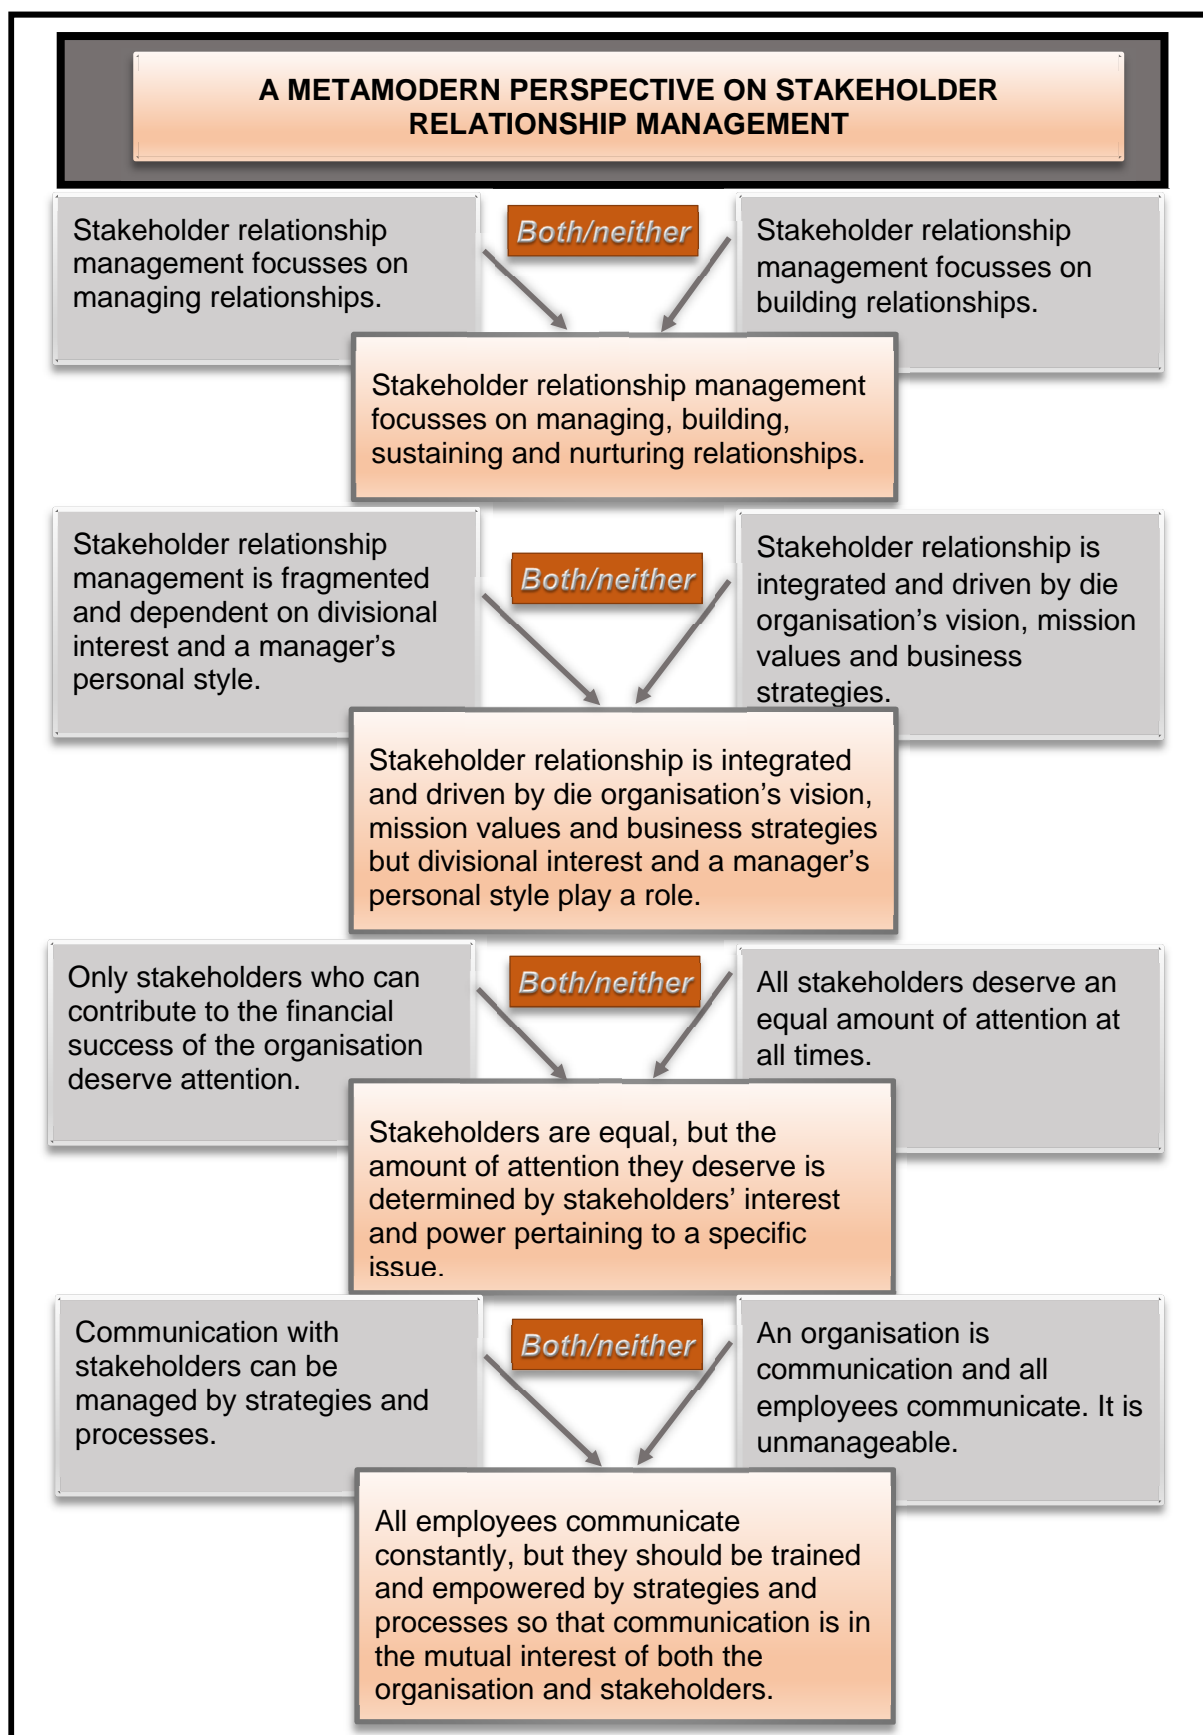 A METAMODERN PERSPECTIVE ON STAKEHOLDER
RELATIONSHIP MANAGEMENT
Stakeholder relationship
management focusses on
managing relationships.
Both/neither
Stakeholder relationship
management focusses on
building relationships.
Stakeholder relationship management
focusses on managing, building,
sustaining and nurturing relationships.
Stakeholder relationship
management is fragmented
and dependent on divisional
interest and a manager’s
personal style.
Both/neither
Stakeholder relationship is
integrated and driven by die
organisation’s vision, mission
values and business
strategies.
Stakeholder relationship is integrated
and driven by die organisation’s vision,
mission values and business strategies
but divisional interest and a manager’s
personal style play a role.
Only stakeholders who can
contribute to the financial
success of the organisation
deserve attention.
Both/neither
All stakeholders deserve an
equal amount of attention at
all times.
Stakeholders are equal, but the
amount of attention they deserve is
determined by stakeholders’ interest
and power pertaining to a specific
issue.
Communication with
stakeholders can be
managed by strategies and
processes.
Both/neither
An organisation is
communication and all
employees communicate. It is
unmanageable.
All employees communicate
constantly, but they should be trained
and empowered by strategies and
processes so that communication is in
the mutual interest of both the
organisation and stakeholders.